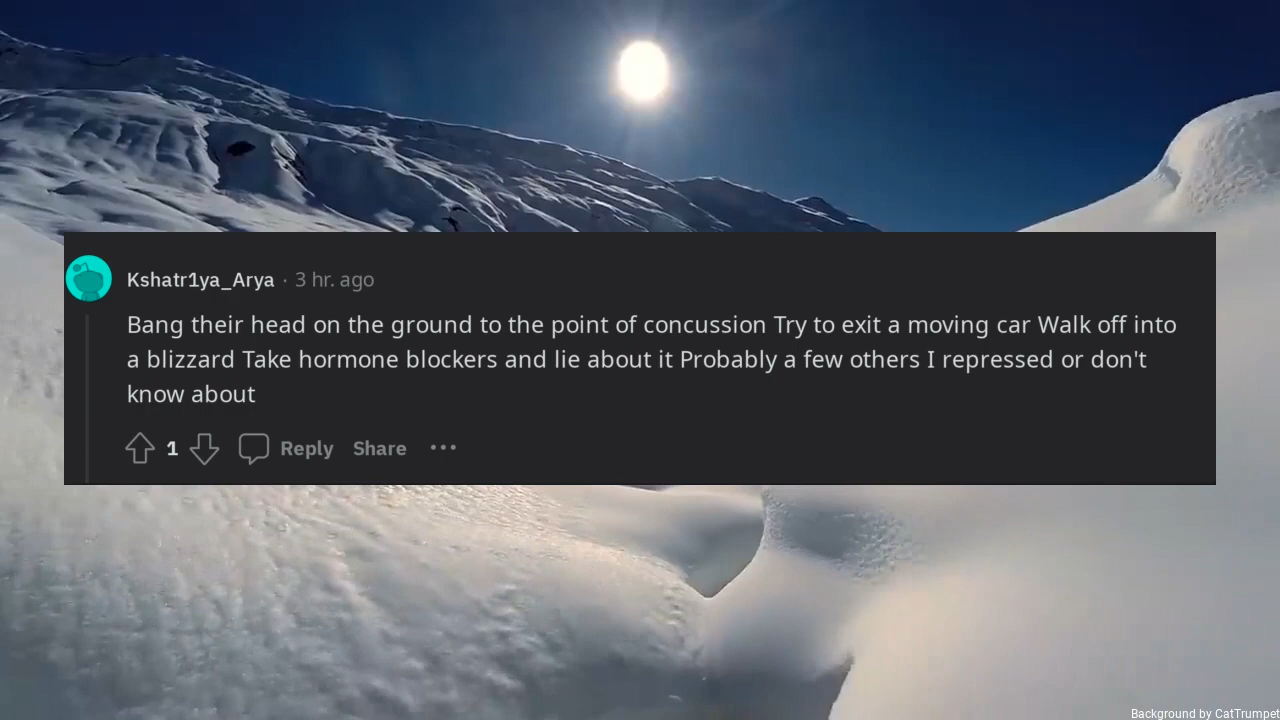 Kshatr1ya_Arya · 3 hr. ago
Bang their head on the ground to the point of concussion Try to exit a moving car Walk off into
a blizzard Take hormone blockers and lie about it Probably a few others I repressed or don't
know about
1 Reply Share ···
Background by CatTrumpet